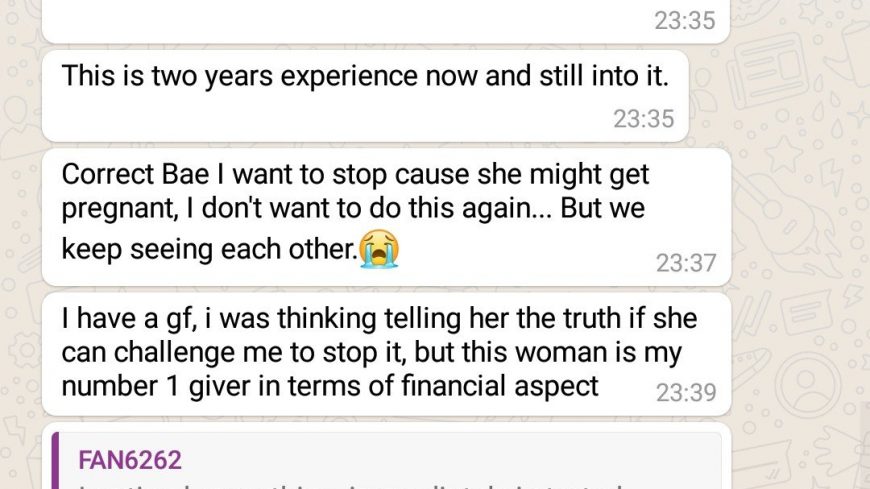 23:35
This is two years experience now and still into it.
23:35
Correct Bae I want to stop cause she might get
pregnant, I don't want to do this again... But we
keep seeing each other.😭
23:37
I have a gf, i was thinking telling her the truth if she
can challenge me to stop it, but this woman is my
number 1 giver in terms of financial aspect
23:39
FAN6262